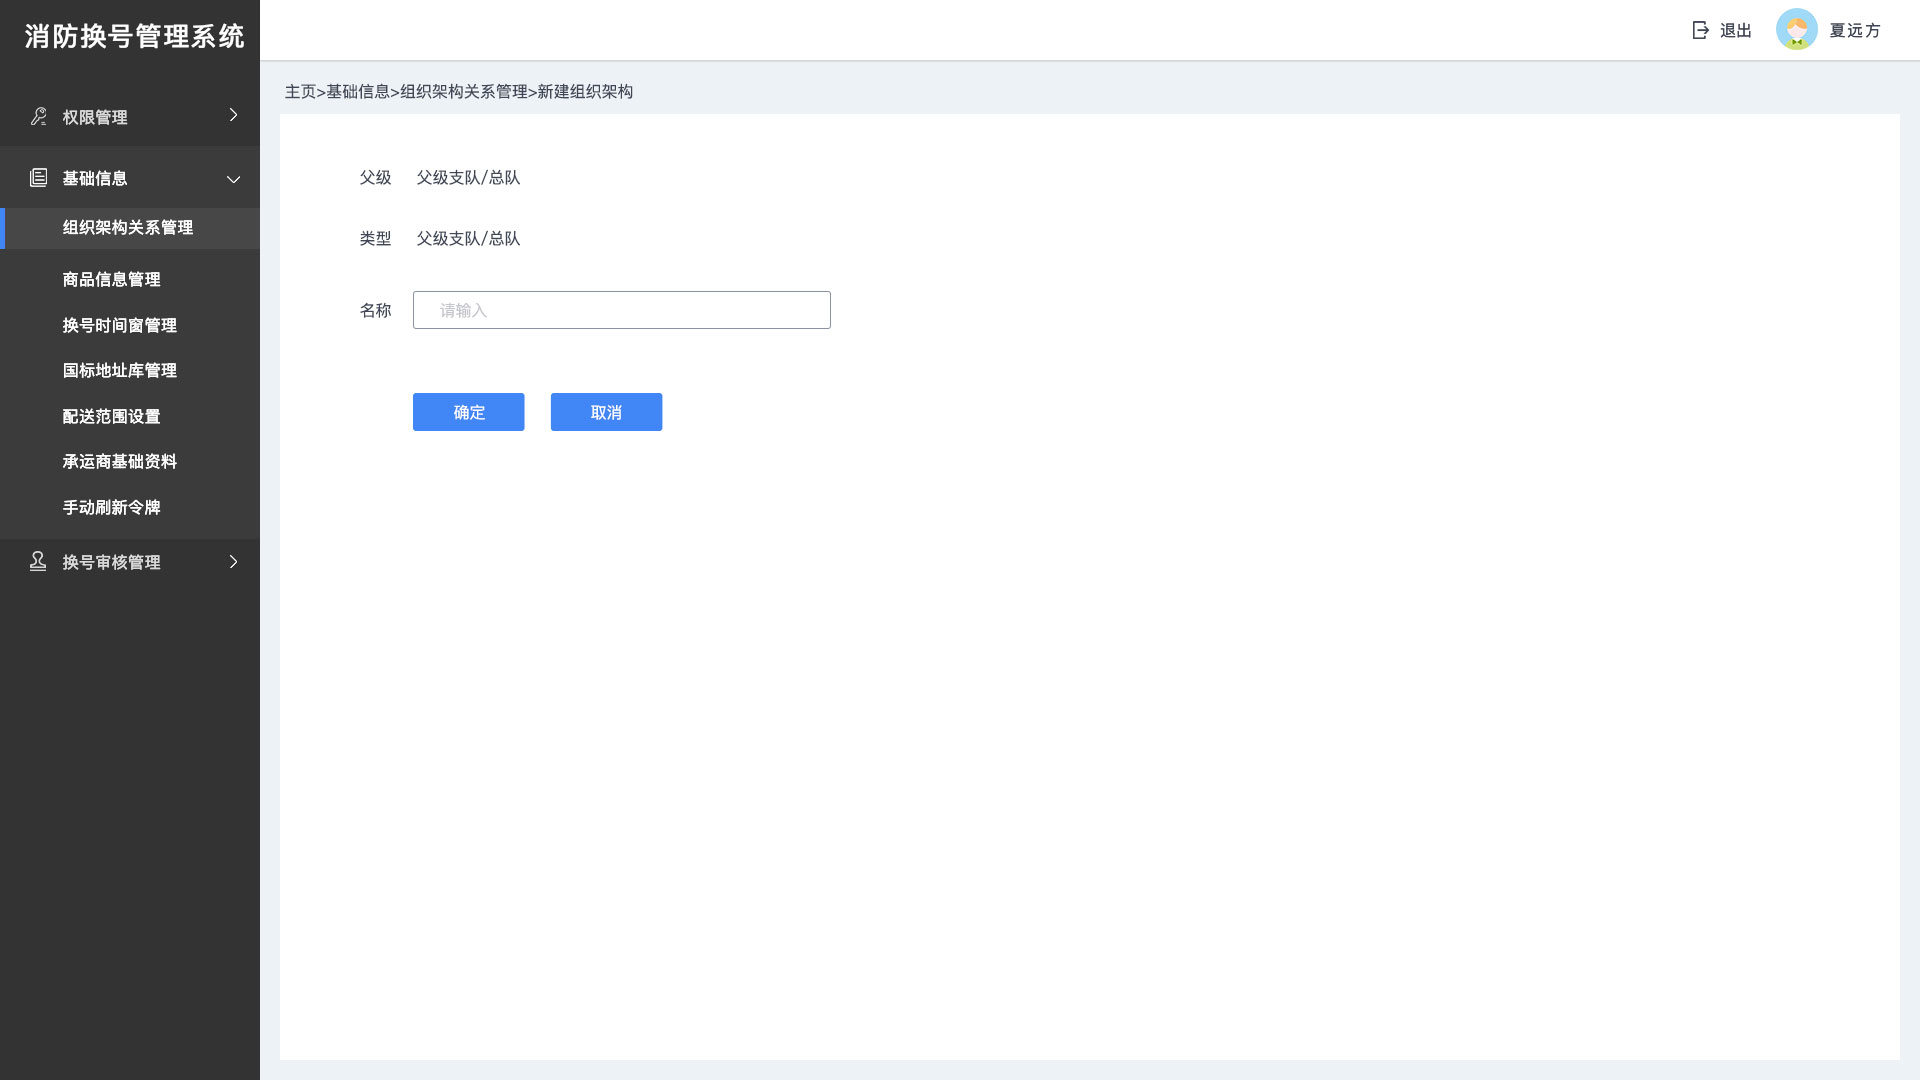 消防换号管理系统
退出
夏远方
主页>基础信息>组织架构关系管理>新建组织架构
权限管理
基础信息
组织架构关系管理
商品信息管理
换号时间窗管理
国标地址库管理
配送范围设置
承运商基础资料
手动刷新令牌
换号审核管理
父级 父级支队/总队
类型 父级支队/总队
名称 请输入
确定 取消